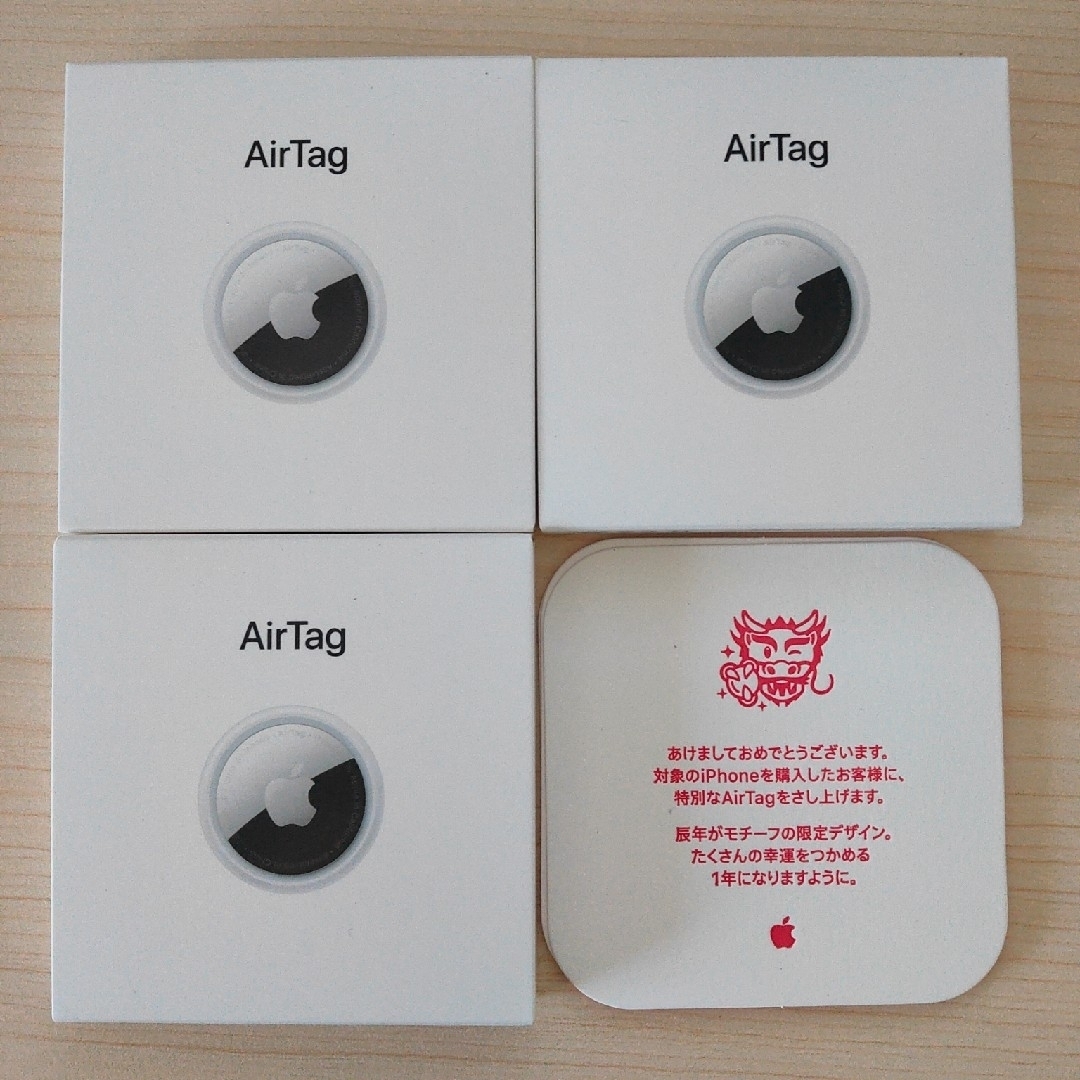 AirTag
AirTag
AirTag
あけましておめでとうございます。
対象のiPhoneを購入したお客様に、
特別なAirTagをさし上げます。
辰年がモチーフの限定デザイン。
たくさんの幸運をつかめる
1年になりますように。